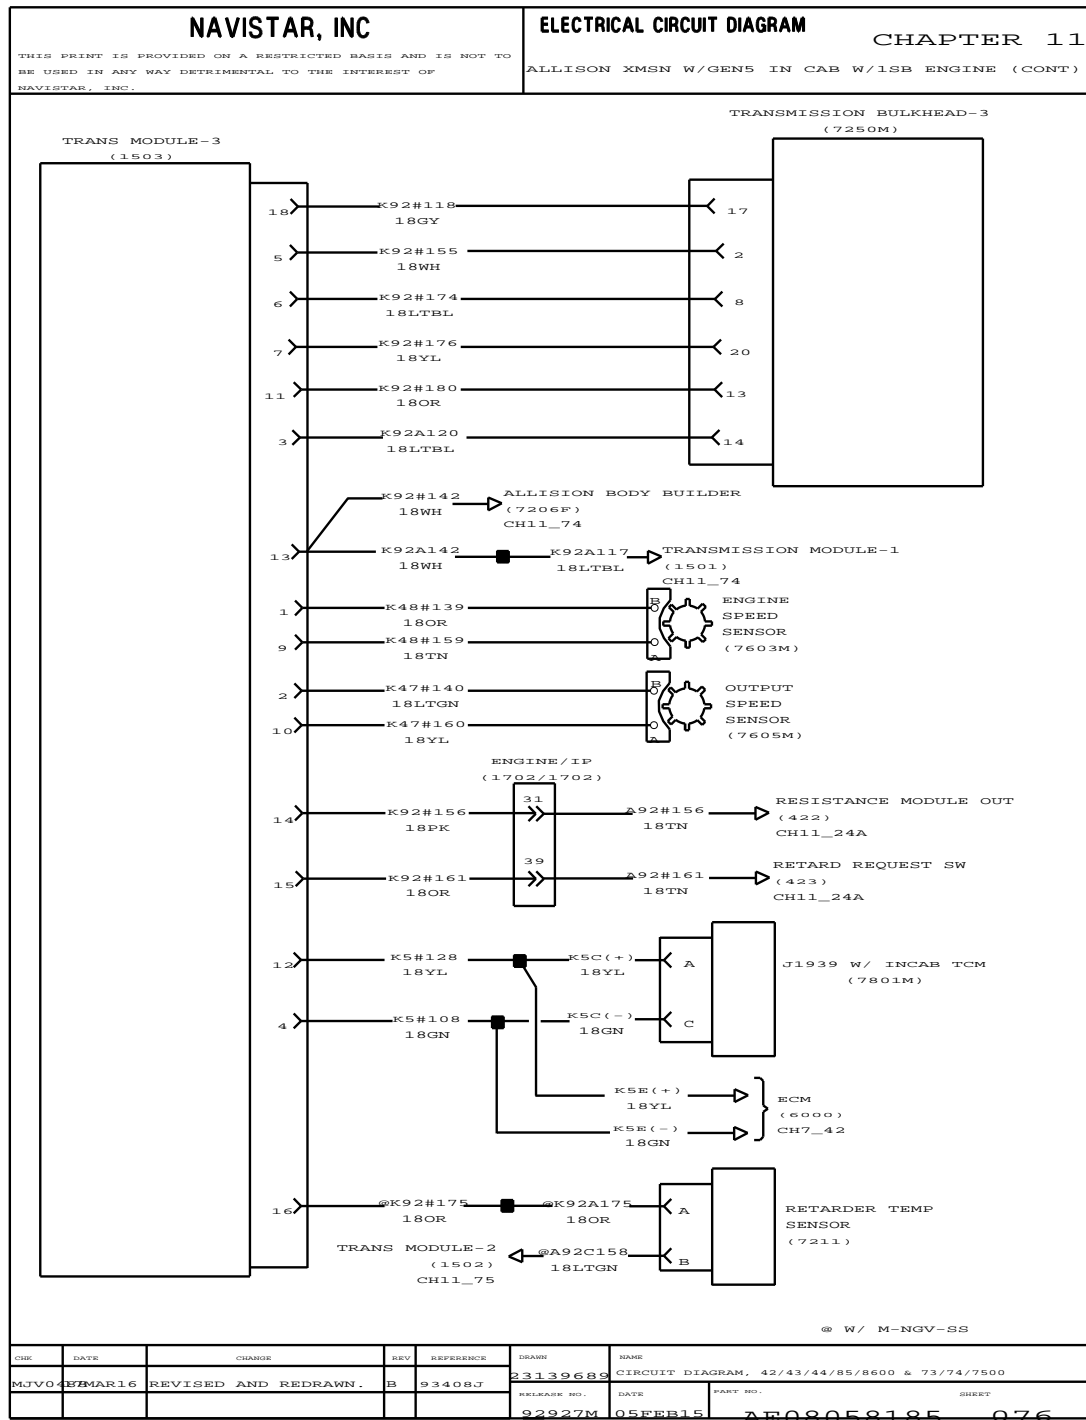 NAVISTAR, INC
THIS PRINT IS PROVIDED ON A RESTRICTED BASIS AND IS NOT TO
BE USED IN ANY WAY DETRIMENTAL TO THE INTEREST OF
NAVISTAR, INC.
ELECTRICAL CIRCUIT DIAGRAM
CHAPTER 11
ALLISON XMSN W/GEN5 IN CAB W/ISB ENGINE (CONT)
TRANS MODULE-3
(1503)
TRANSMISSION BULKHEAD-3
(7250M)
18 K92#118 17
18GY
5 K92#155 2
18WH
6 K92#174 8
18LTBL
7 K92#176 20
18YL
11 K92#180 13
18OR
3 K92A120 14
18LTBL
K92#142 ALLISION BODY BUILDER
18WH (7206F)
CH11_74
13 K92A142 K92A117 TRANSMISSION MODULE-1
18WH 18LTBL (1501)
CH11_74
1 K48#139 B ENGINE
18OR SPEED
9 K48#159 SENSOR
18TN A (7603M)
2 K47#140 B OUTPUT
18LTGN SPEED
10 K47#160 SENSOR
18YL A (7605M)
ENGINE/IP
(1702/1702)
14 K92#156 31 A92#156 RESISTANCE MODULE OUT
18PK 18TN (422)
CH11_24A
15 K92#161 39 A92#161 RETARD REQUEST SW
18OR 18TN (423)
CH11_24A
12 K5#128 K5C(+) A J1939 W/ INCAB TCM
18YL 18YL (7801M)
4 K5#108 K5C(-) C
18GN 18GN
K5E(+) ECM
18YL (6000)
K5E(-) CH7_42
18GN
16 @K92#175 @K92A175 A RETARDER TEMP
18OR 18OR SENSOR
(7211)
TRANS MODULE-2 @A92C158 B
(1502) 18LTGN
CH11_75
@ W/ M-NGV-SS
CHK DATE CHANGE REV REFERENCE DRAWN NAME
MJV04 MAR16 REVISED AND REDRAWN. B 93408J 23139689 CIRCUIT DIAGRAM, 42/43/44/85/8600 & 73/74/7500
RELEASE NO. DATE PART NO. SHEET
92927M 05FEB15 AE08058185 076